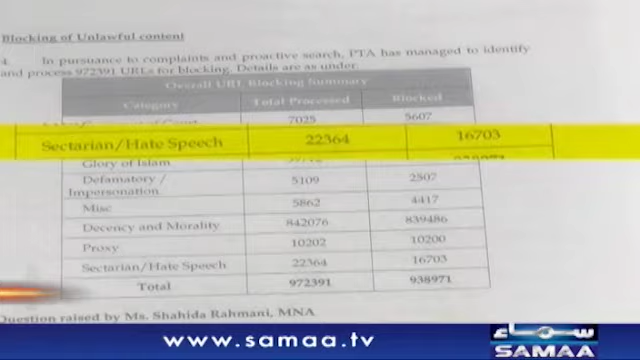 Blocking of Unlawful content
4. In pursuance to complaints and proactive search, PTA has managed to identify
and process 972391 URLs for blocking. Details are as under.
Overall URL Blocking Summary
Category Total Processed Blocked
7025 5607
Sectarian/Hate Speech 22364 16703
Glory of Islam
Defamatory / Impersonation 5109 2507
Misc 5862 4417
Decency and Morality 842076 839486
Proxy 10202 10200
Sectarian/Hate Speech 22364 16703
Total 972391 938971
Question raised by Ms. Shahida Rahmani, MNA
www.samaa.tv
سماء
SAMAA